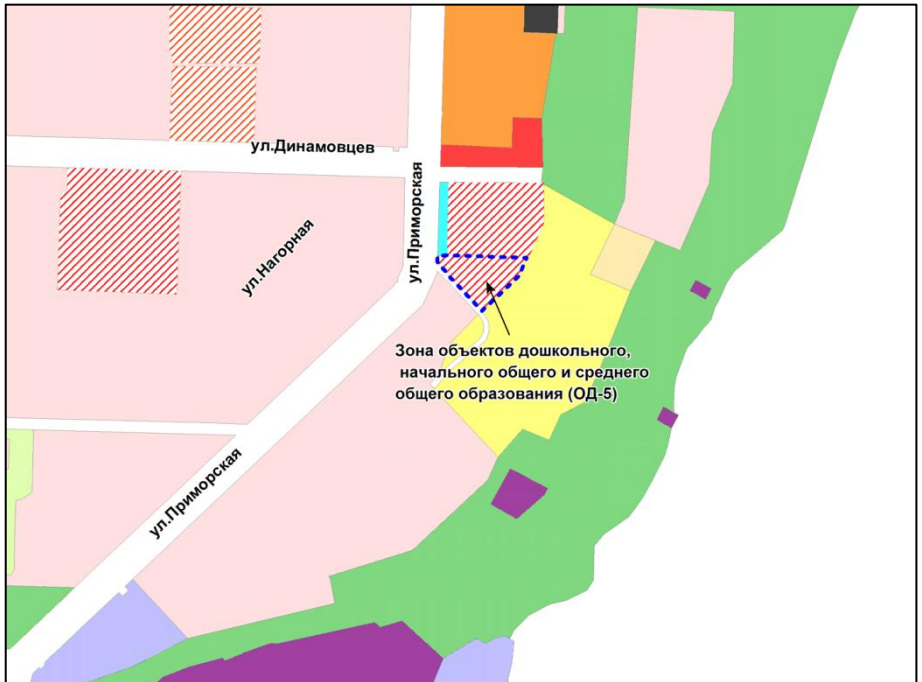 ул.Динамовцев
ул.Приморская
ул.Нагорная
Зона объектов дошкольного,
начального общего и среднего
общего образования (ОД-5)
ул.Приморская